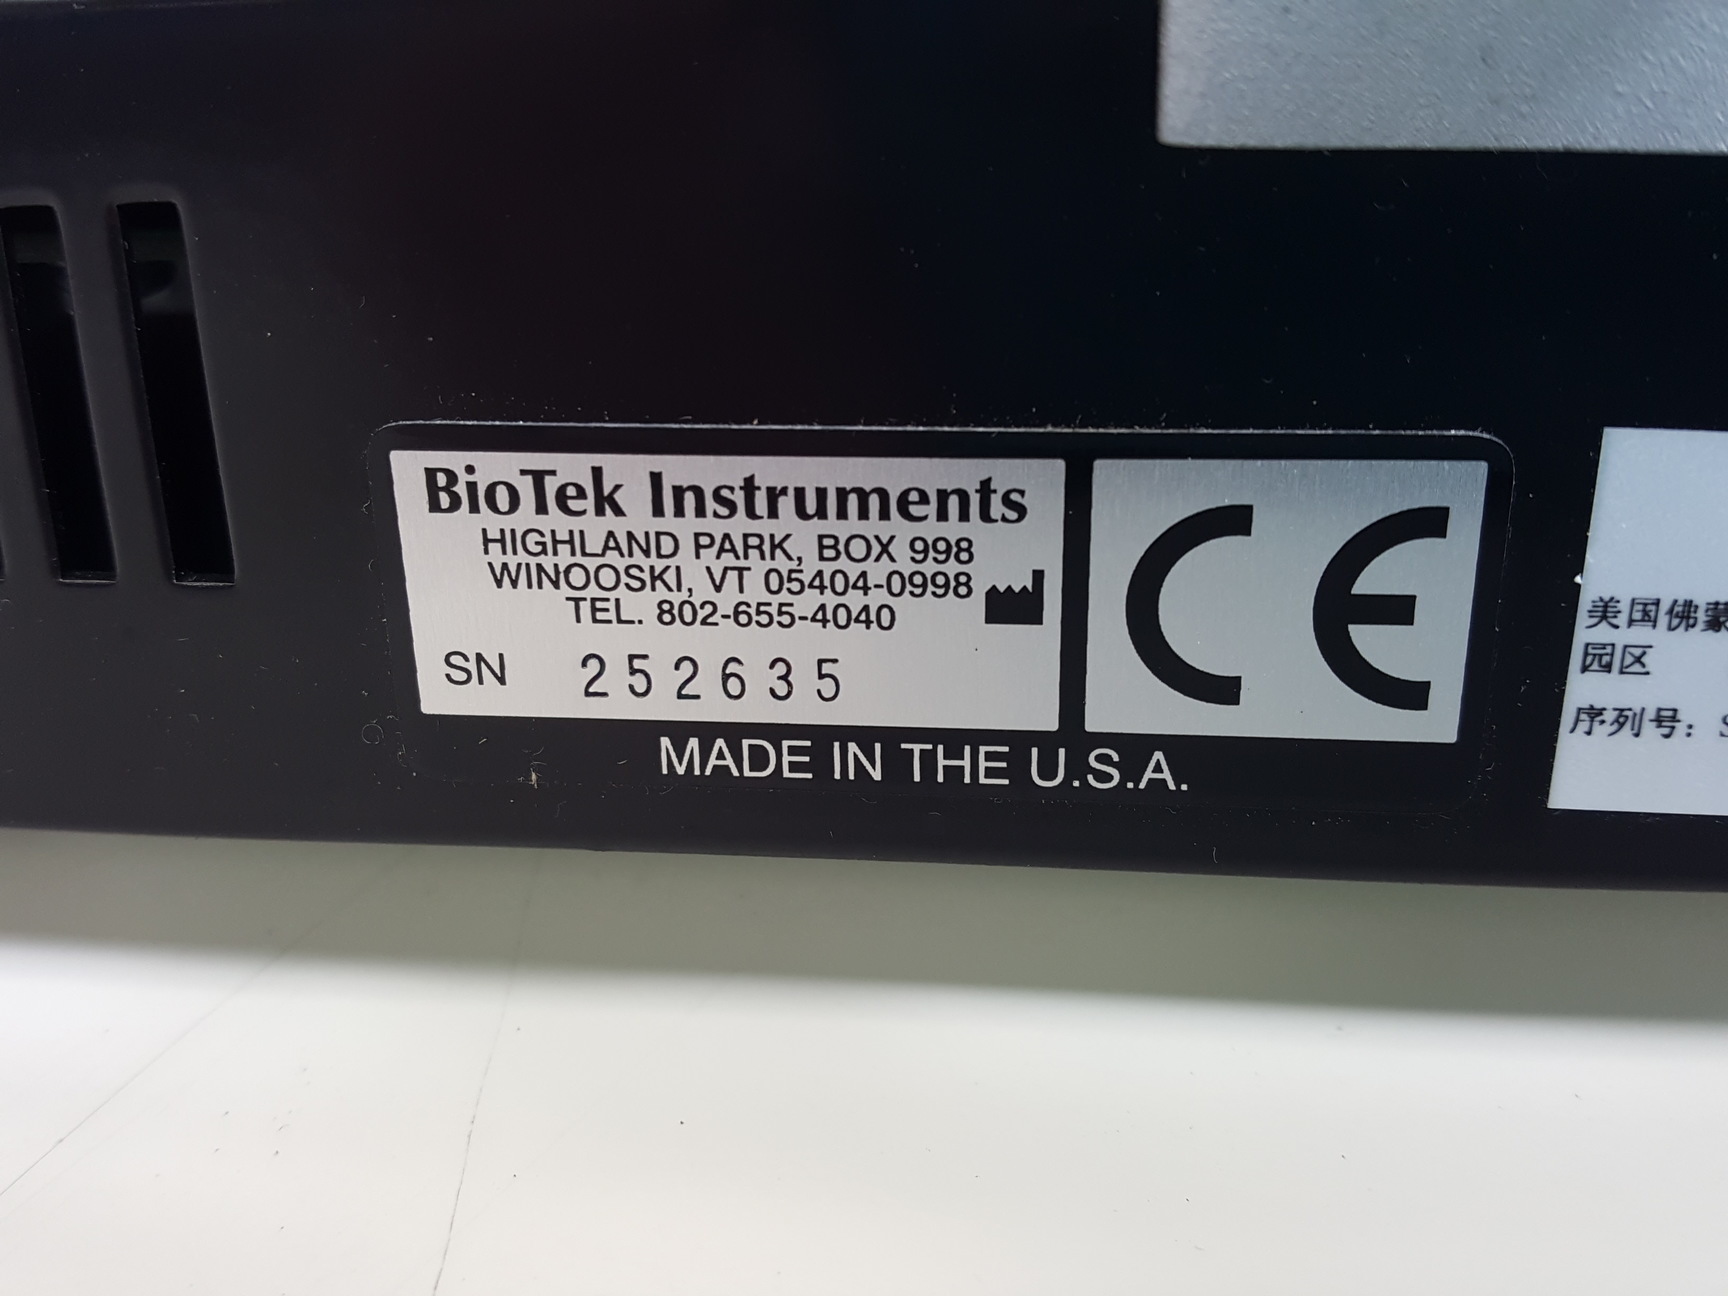 BioTek Instruments
HIGHLAND PARK, BOX 998
WINOOSKI, VT 05404-0998
TEL. 802-655-4040
SN 252635
CE
MADE IN THE U.S.A.
美国佛蒙
园区
序列号：